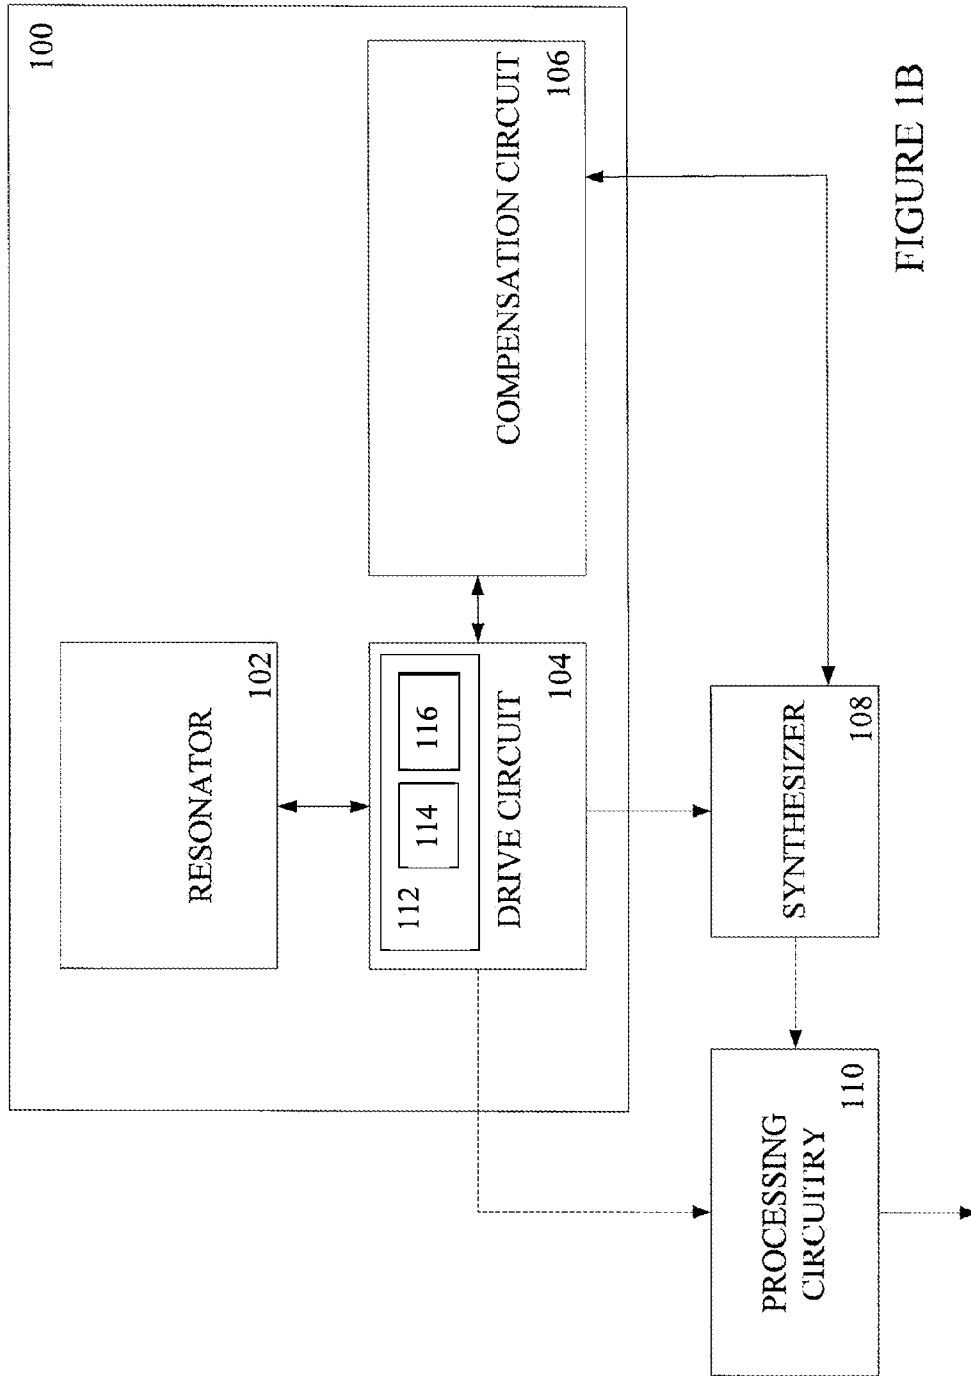 100
RESONATOR
102
112
114
116
DRIVE CIRCUIT
104
COMPENSATION CIRCUIT
106
SYNTHESIZER
108
PROCESSING
CIRCUITRY
110
FIGURE 1B